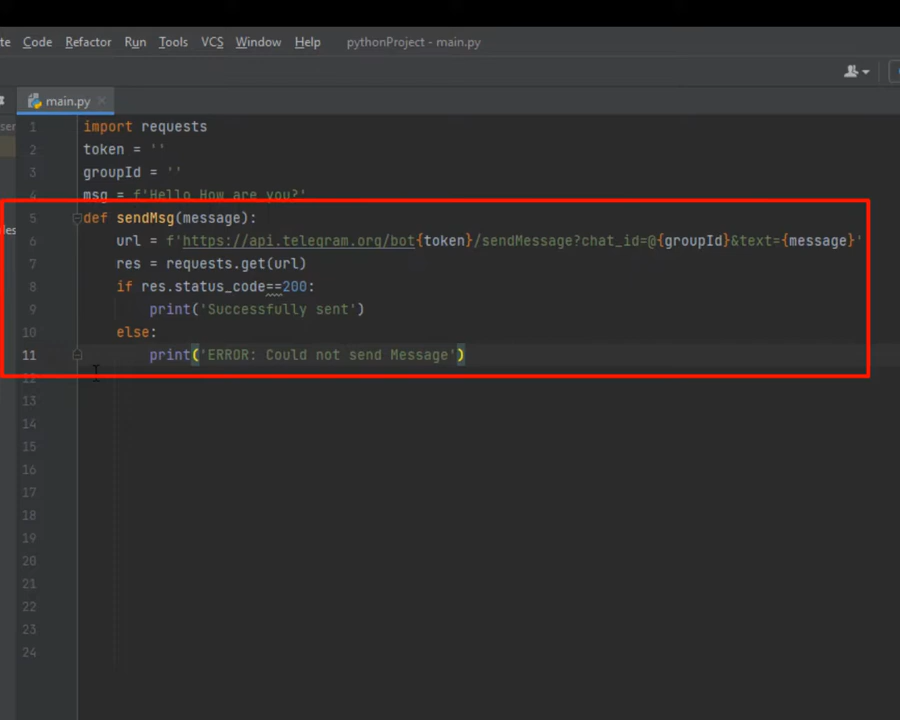 te Code Refactor Run Tools VCS Window Help pythonProject - main.py
main.py
ser
les
1 import requests
2 token = ''
3 groupId = ''
4 msg = f'Hello How are you?'
5 def sendMsg(message):
6 url = f'https://api.telegram.org/bot{token}/sendMessage?chat_id=@{groupId}&text={message}'
7 res = requests.get(url)
8 if res.status_code==200:
9 print('Successfully sent')
10 else:
11 print('ERROR: Could not send Message')
12
13
14
15
16
17
18
19
20
21
22
23
24